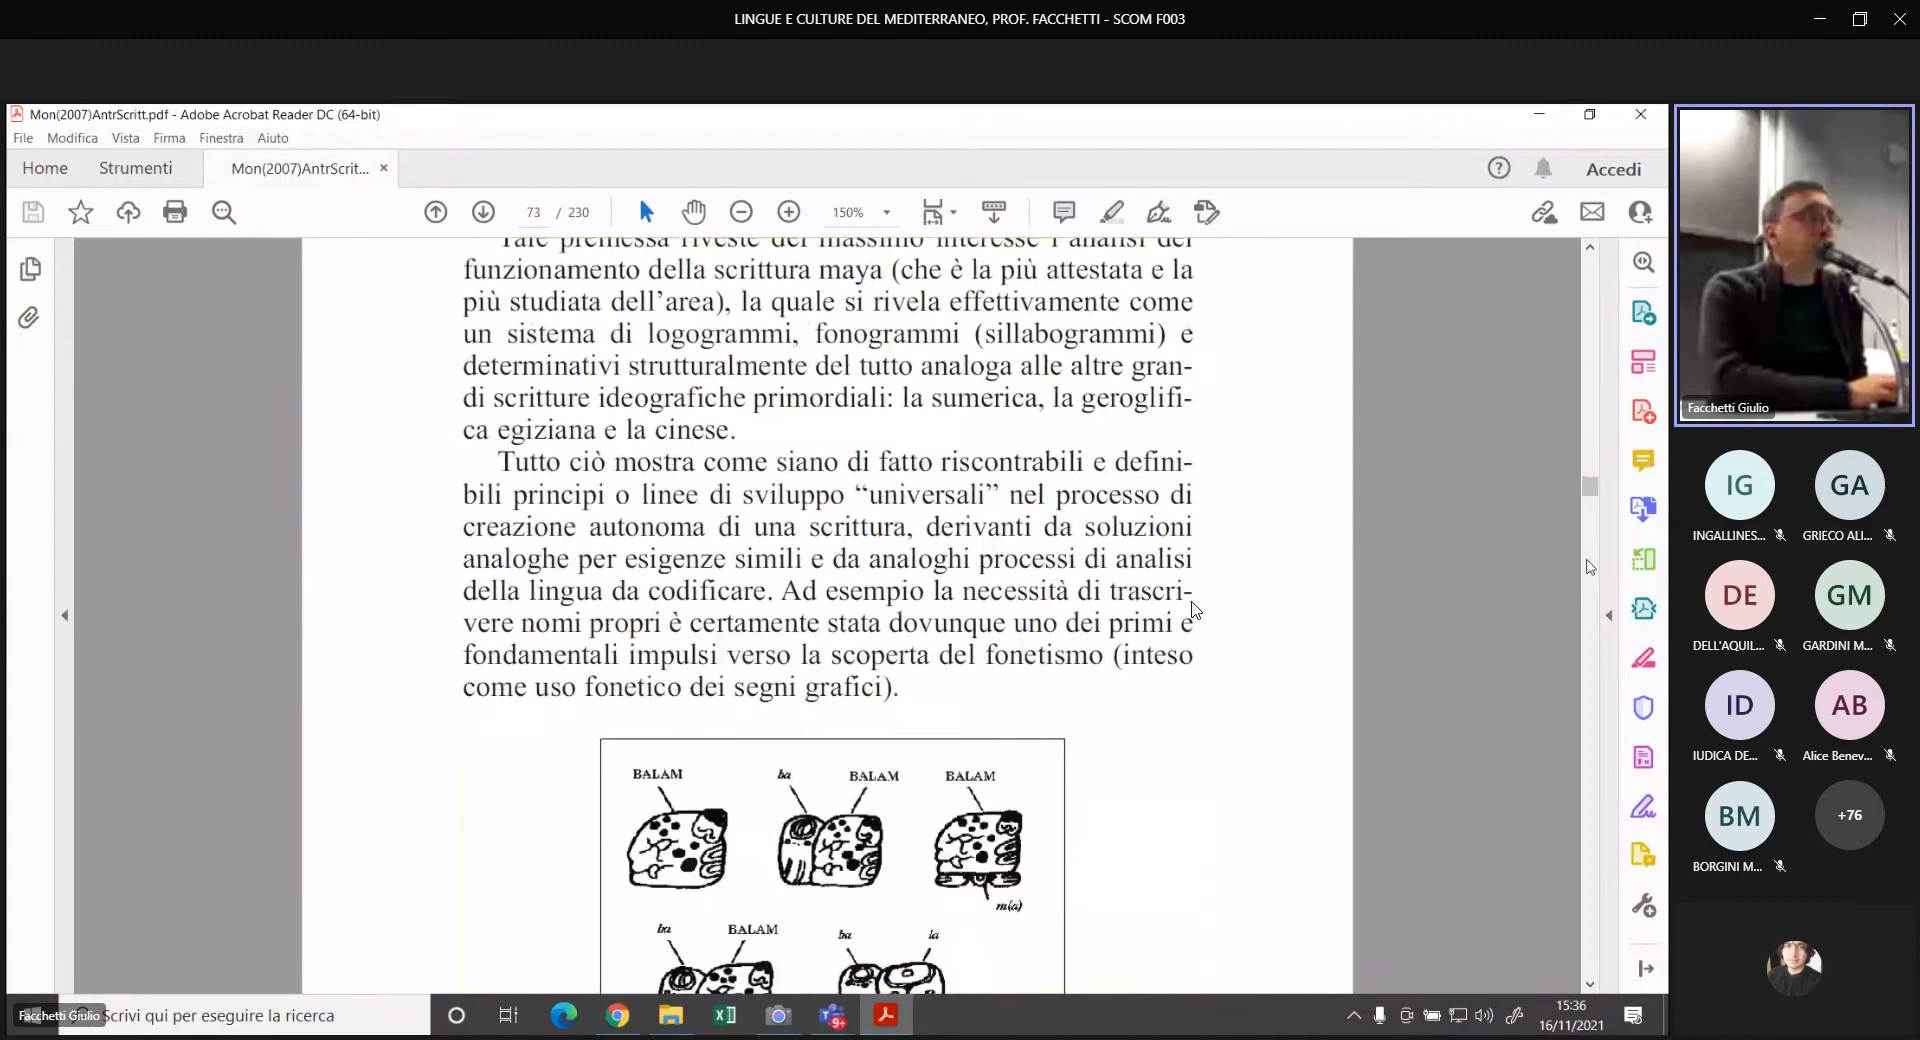 LINGUE E CULTURE DEL MEDITERRANEO, PROF. FACCHETTI - SCOM F003
Mon(2007)AntrScritt.pdf - Adobe Acrobat Reader DC (64-bit)
File Modifica Vista Firma Finestra Aiuto
Home Strumenti Mon(2007)AntrScrit... × Accedi
73 / 230 150%
Tale premessa riveste del massimo interesse l'analisi del
funzionamento della scrittura maya (che è la più attestata e la
più studiata dell'area), la quale si rivela effettivamente come
un sistema di logogrammi, fonogrammi (sillabogrammi) e
determinativi strutturalmente del tutto analoga alle altre gran-
di scritture ideografiche primordiali: la sumerica, la geroglifi-
ca egiziana e la cinese.
Tutto ciò mostra come siano di fatto riscontrabili e defini-
bili principi o linee di sviluppo “universali” nel processo di
creazione autonoma di una scrittura, derivanti da soluzioni
analoghe per esigenze simili e da analoghi processi di analisi
della lingua da codificare. Ad esempio la necessità di trascri-
vere nomi propri è certamente stata dovunque uno dei primi e
fondamentali impulsi verso la scoperta del fonetismo (inteso
come uso fonetico dei segni grafici).
BALAM ba BALAM BALAM
m(a)
ba BALAM ba la
Facchetti Giulio
IG GA
INGALLINES... GRIECO ALI...
DE GM
DELL'AQUIL... GARDINI M...
ID AB
IUDICA DE... Alice Benev...
BM +76
BORGINI M...
Facchetti Giulio
Scrivi qui per eseguire la ricerca
9+
15:36
16/11/2021